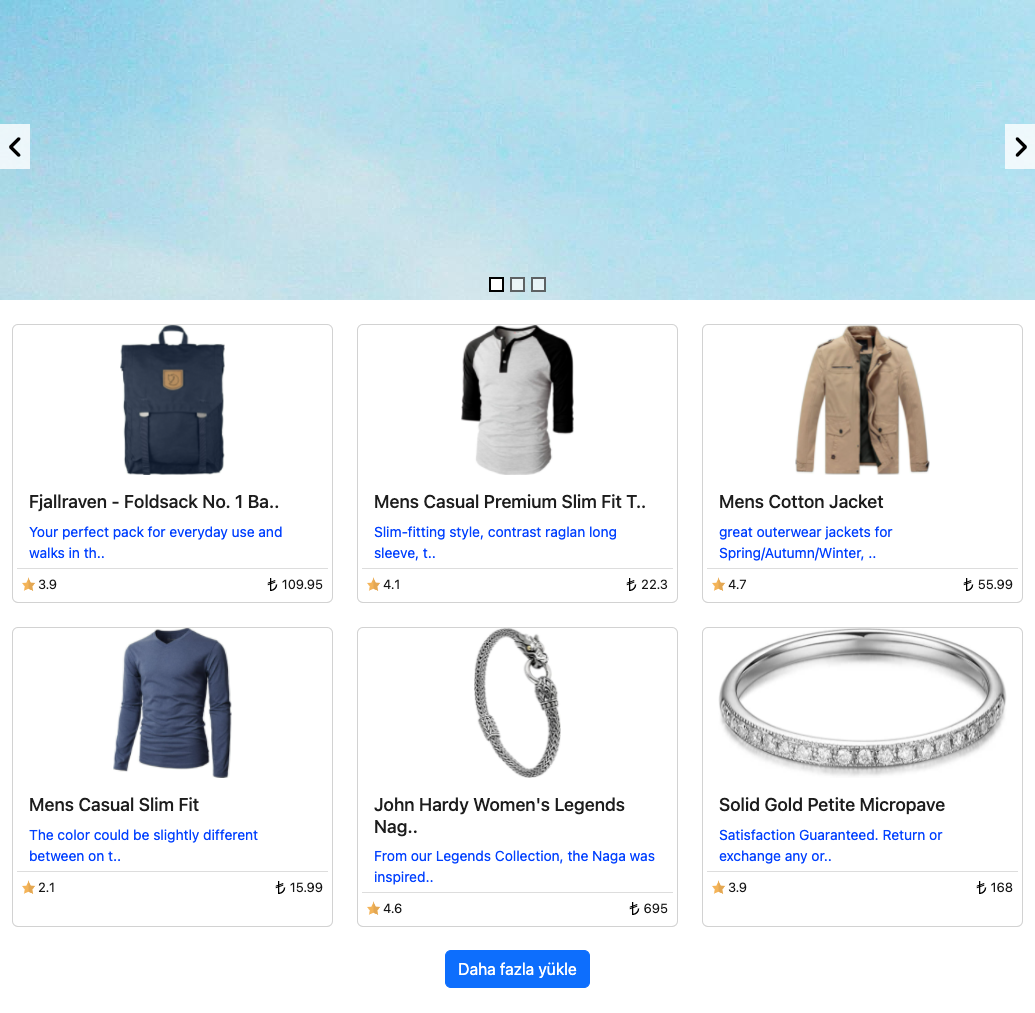 Fjallraven - Foldsack No. 1 Ba..
Your perfect pack for everyday use and
walks in th..
3.9
₺ 109.95
Mens Casual Premium Slim Fit T..
Slim-fitting style, contrast raglan long
sleeve, t..
4.1
₺ 22.3
Mens Cotton Jacket
great outerwear jackets for
Spring/Autumn/Winter, ..
4.7
₺ 55.99
Mens Casual Slim Fit
The color could be slightly different
between on t..
2.1
₺ 15.99
John Hardy Women's Legends
Nag..
From our Legends Collection, the Naga was
inspired..
4.6
₺ 695
Solid Gold Petite Micropave
Satisfaction Guaranteed. Return or
exchange any or..
3.9
₺ 168
Daha fazla yükle